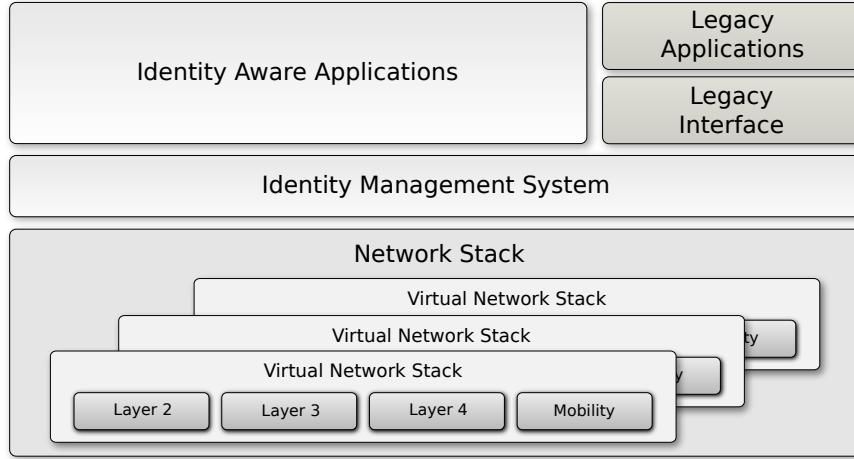 Identity Aware Applications
Legacy
Applications
Legacy
Interface
Identity Management System
Network Stack
Virtual Network Stack
Virtual Network Stack
Virtual Network Stack
Layer 2
Layer 3
Layer 4
Mobility